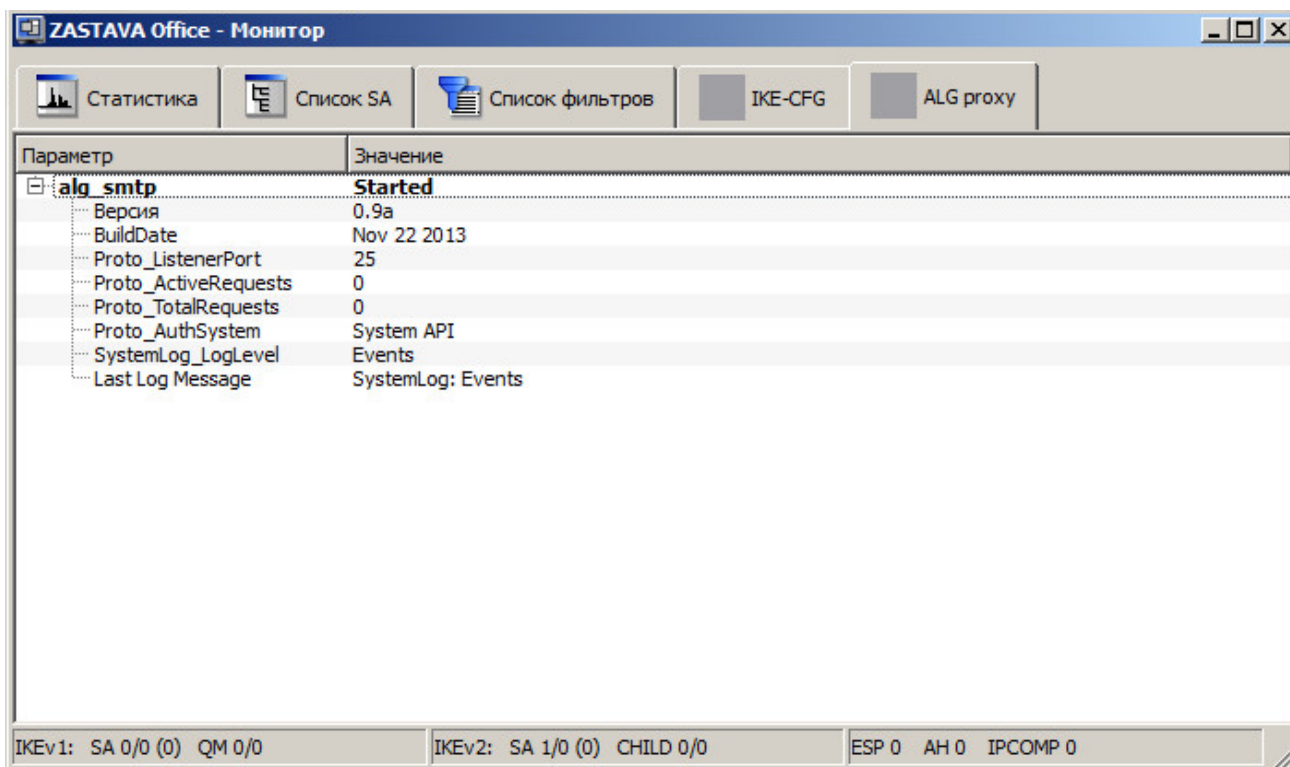 ZASTAVA Office - Монитор
Статистика Список SA Список фильтров IKE-CFG ALG proxy
Параметр Значение
alg_smtp Started
Версия 0.9a
BuildDate Nov 22 2013
Proto_ListenerPort 25
Proto_ActiveRequests 0
Proto_TotalRequests 0
Proto_AuthSystem System API
SystemLog_LogLevel Events
Last Log Message SystemLog: Events
IKEv1: SA 0/0 (0) QM 0/0 IKEv2: SA 1/0 (0) CHILD 0/0 ESP 0 AH 0 IPCOMP 0